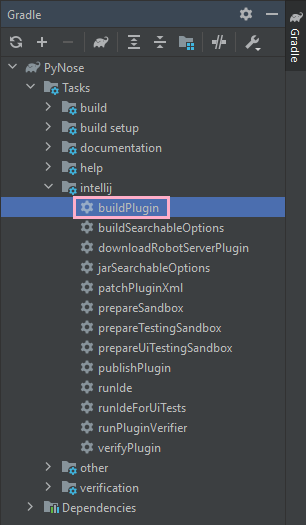 Gradle
Gradle
PyNose
Tasks
build
build setup
documentation
help
intellij
buildPlugin
buildSearchableOptions
downloadRobotServerPlugin
jarSearchableOptions
patchPluginXml
prepareSandbox
prepareTestingSandbox
prepareUiTestingSandbox
publishPlugin
runIde
runIdeForUiTests
runPluginVerifier
verifyPlugin
other
verification
Dependencies